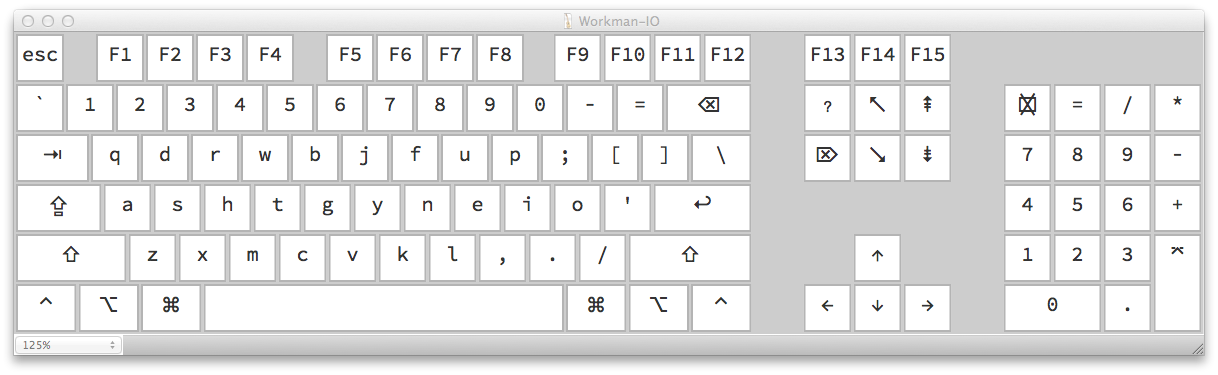 Workman-IO
esc F1 F2 F3 F4 F5 F6 F7 F8 F9 F10 F11 F12 F13 F14 F15
` 1 2 3 4 5 6 7 8 9 0 - = ⌫ ? ↖ ⇞ ⌧ = / *
⇥ q d r w b j f u p ; [ ] \ ⌦ ↘ ⇟ 7 8 9 -
⇪ a s h t g y n e i o ' ↩ 4 5 6 +
⇧ z x m c v k l , . / ⇧ ↑ 1 2 3 ⌤
^ ⌥ ⌘ ⌘ ⌥ ^ ← ↓ → 0 .
125%